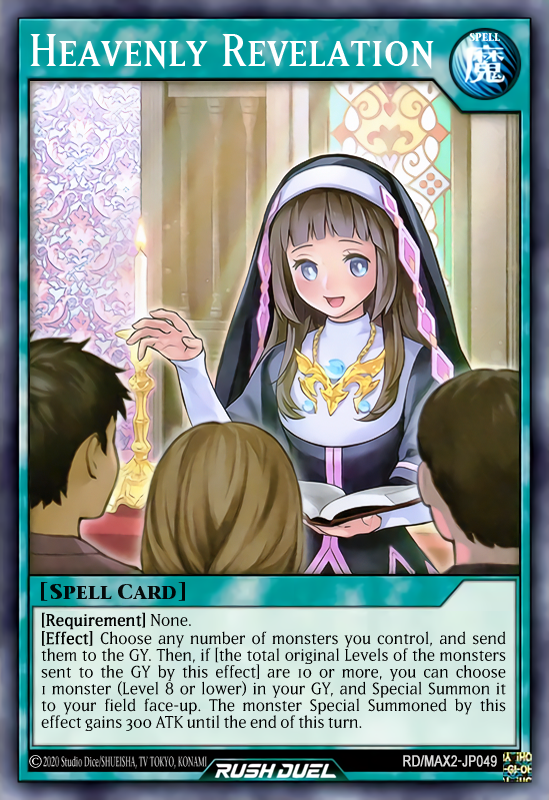 HEAVENLY REVELATION
SPELL
魔
[SPELL CARD]
[Requirement] None.
[Effect] Choose any number of monsters you control, and send
them to the GY. Then, if [the total original Levels of the monsters
sent to the GY by this effect] are 10 or more, you can choose
1 monster (Level 8 or lower) in your GY, and Special Summon it
to your field face-up. The monster Special Summoned by this
effect gains 300 ATK until the end of this turn.
©2020 Studio Dice/SHUEISHA, TV TOKYO, KONAMI
RUSH DUEL
RD/MAX2-JP049